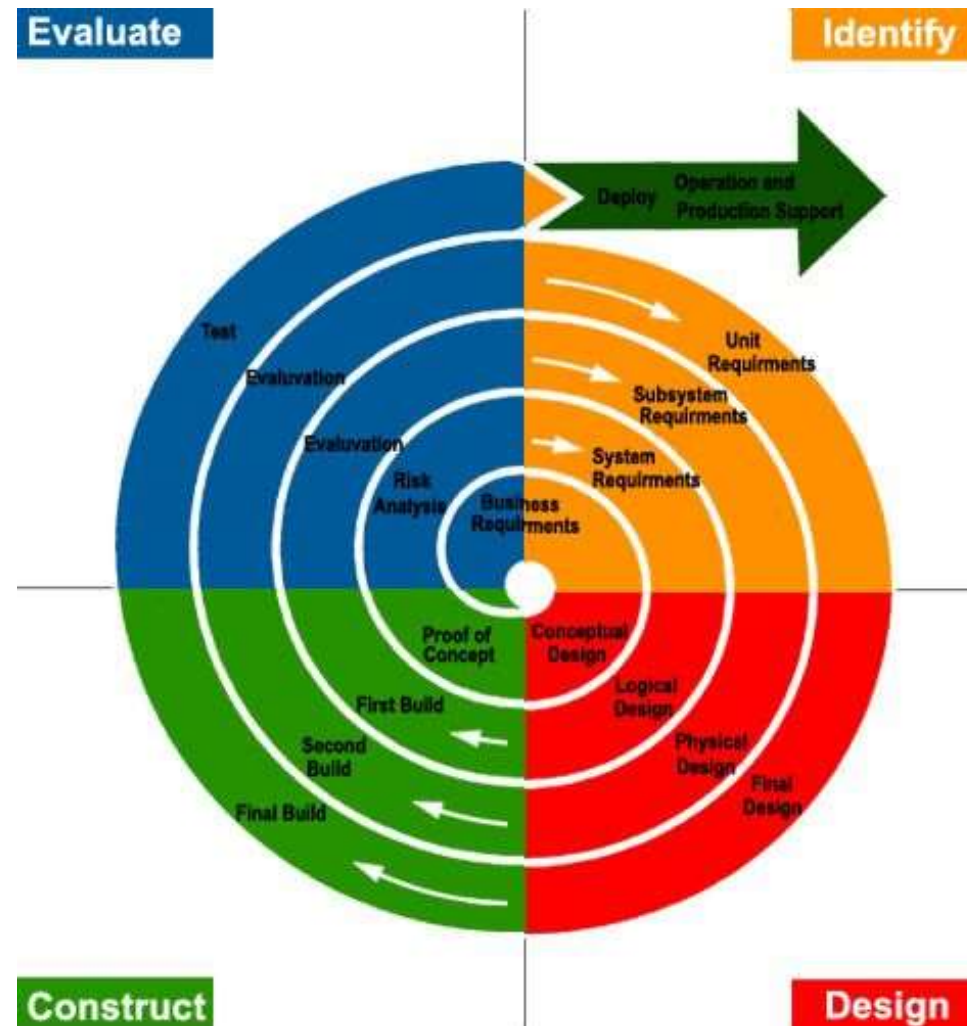 Evaluate
Identify
Deploy
Operation and
Production Support
Test
Evaluvation
Evaluvation
Risk
Analysis
Business
Requirments
Unit
Requirments
Subsystem
Requirments
System
Requirments
Proof of
Concept
Conceptual
Design
First Build
Logical
Design
Second
Build
Physical
Design
Final Build
Final
Design
Construct
Design